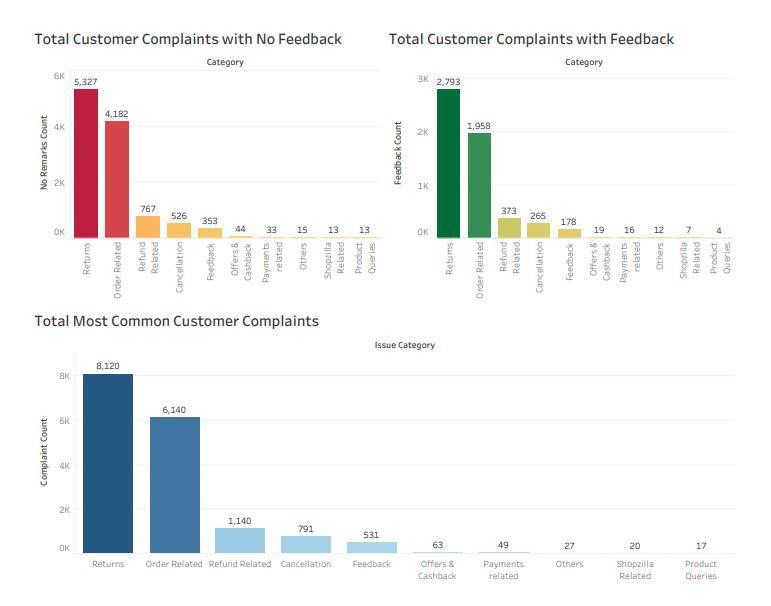 Total Customer Complaints with No Feedback
Category
No Remarks Count
6K
4K
2K
0K
5,327
4,182
767
526
353
44
33
15
13
13
Returns
Order Related
Refund
Related
Cancellation
Feedback
Offers &
Cashback
Payments
related
Others
Shopzilla
Related
Product
Queries
Total Customer Complaints with Feedback
Category
Feedback Count
3K
2K
1K
0K
2,793
1,958
373
265
178
19
16
12
7
4
Returns
Order Related
Refund
Related
Cancellation
Feedback
Offers &
Cashback
Payments
related
Others
Shopzilla
Related
Product
Queries
Total Most Common Customer Complaints
Issue Category
Complaint Count
8K
6K
4K
2K
0K
8,120
6,140
1,140
791
531
63
49
27
20
17
Returns
Order Related
Refund Related
Cancellation
Feedback
Offers &
Cashback
Payments
related
Others
Shopzilla
Related
Product
Queries